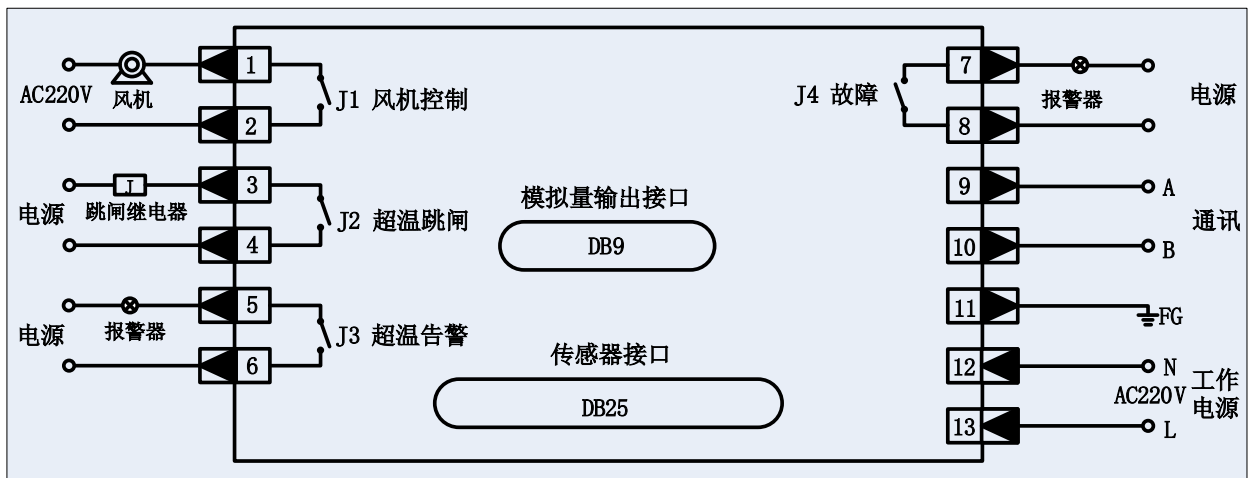 1
AC220V
风机
J1 风机控制
2
3
J
电源
跳闸继电器
J2 超温跳闸
4
5
电源
报警器
J3 超温告警
6
模拟量输出接口
DB9
传感器接口
DB25
7
J4 故障
报警器
电源
8
9
A
通讯
10
B
11
FG
12
N
AC220V
工作
电源
13
L